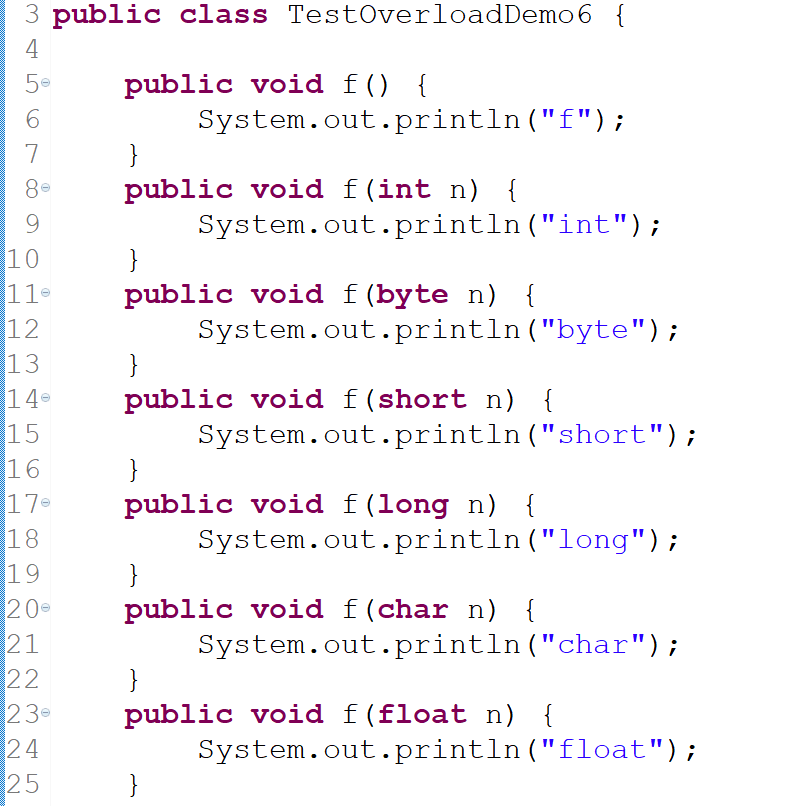 3 public class TestOverloadDemo6 {
4
5 public void f() {
6 System.out.println("f");
7 }
8 public void f(int n) {
9 System.out.println("int");
10 }
11 public void f(byte n) {
12 System.out.println("byte");
13 }
14 public void f(short n) {
15 System.out.println("short");
16 }
17 public void f(long n) {
18 System.out.println("long");
19 }
20 public void f(char n) {
21 System.out.println("char");
22 }
23 public void f(float n) {
24 System.out.println("float");
25 }